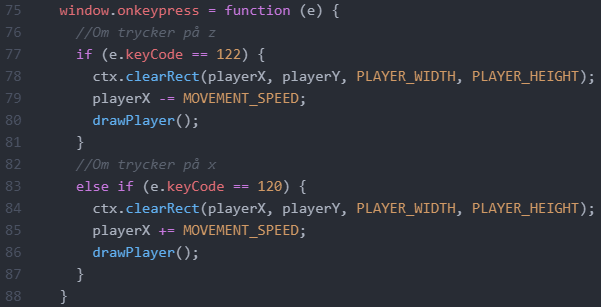 75 window.onkeypress = function (e) {
76 //Om trycker på z
77 if (e.keyCode == 122) {
78 ctx.clearRect(playerX, playerY, PLAYER_WIDTH, PLAYER_HEIGHT);
79 playerX -= MOVEMENT_SPEED;
80 drawPlayer();
81 }
82 //Om trycker på x
83 else if (e.keyCode == 120) {
84 ctx.clearRect(playerX, playerY, PLAYER_WIDTH, PLAYER_HEIGHT);
85 playerX += MOVEMENT_SPEED;
86 drawPlayer();
87 }
88 }